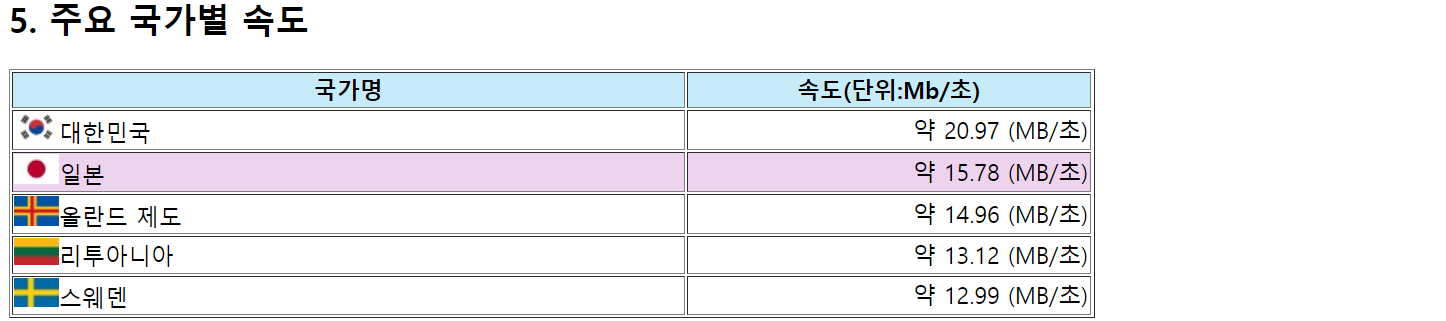 5. 주요 국가별 속도
국가명 속도(단위:Mb/초)
대한민국 약 20.97 (MB/초)
일본 약 15.78 (MB/초)
올란드 제도 약 14.96 (MB/초)
리투아니아 약 13.12 (MB/초)
스웨덴 약 12.99 (MB/초)